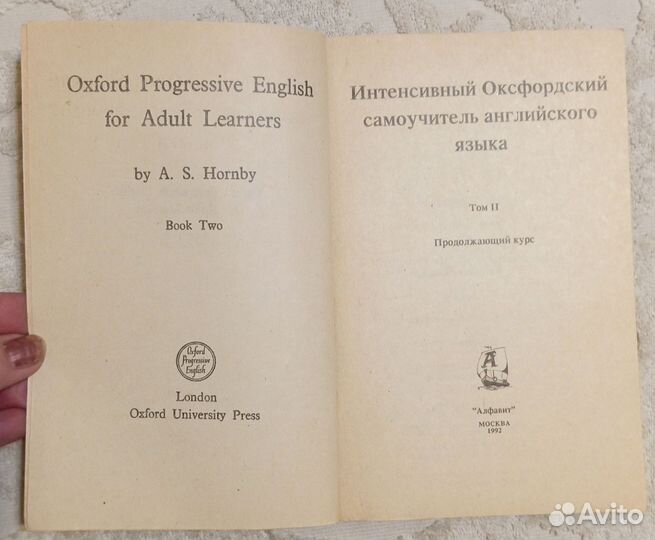 Oxford Progressive English
for Adult Learners
by A. S. Hornby
Book Two
Oxford
Progressive
English
London
Oxford University Press
Интенсивный Оксфордский
самоучитель английского
языка
Том II
Продолжающий курс
А
"Алфавит"
МОСКВА
1992
Avito